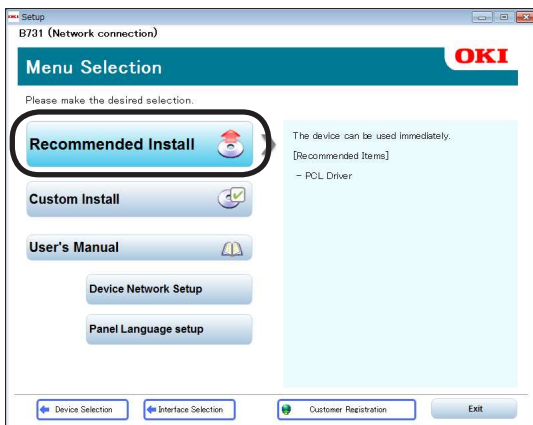 OKI Setup
B731 (Network connection)
OKI
Menu Selection
Please make the desired selection.
Recommended Install
The device can be used immediately.
[Recommended Items]
- PCL Driver
Custom Install
User's Manual
Device Network Setup
Panel Language setup
Device Selection
Interface Selection
Customer Registration
Exit